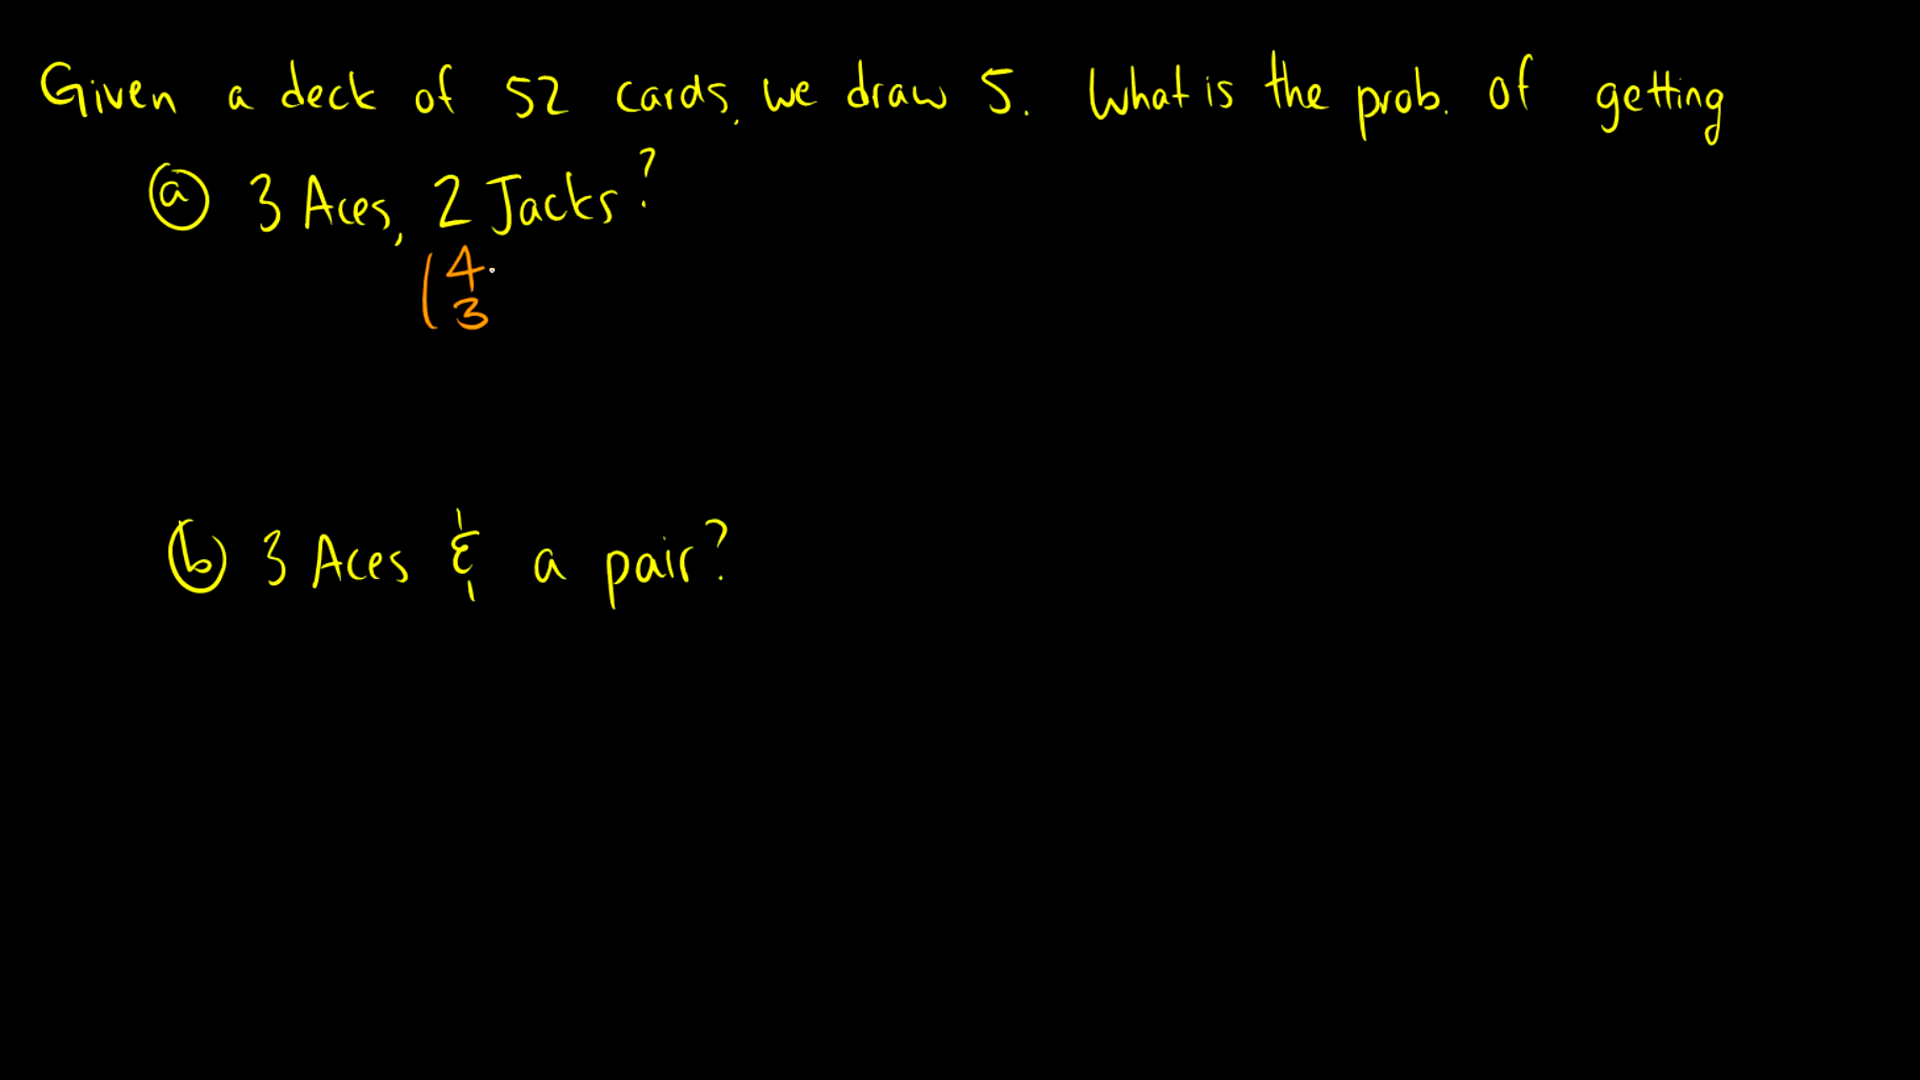 Given a deck of 52 cards, we draw 5. What is the prob. of getting
(a) 3 Aces, 2 Jacks?
(4
3
(b) 3 Aces & a pair?